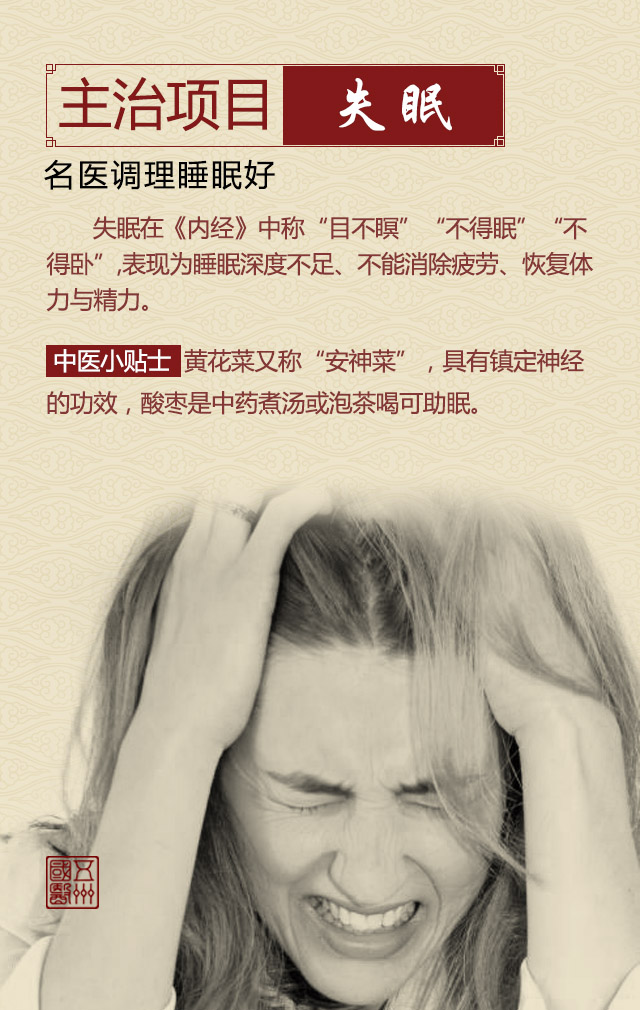 主治项目 失眠
名医调理睡眠好
失眠在《内经》中称“目不瞑”“不得眠”“不
得卧”,表现为睡眠深度不足、不能消除疲劳、恢复体
力与精力。
中医小贴士 黄花菜又称“安神菜”，具有镇定神经
的功效，酸枣是中药煮汤或泡茶喝可助眠。
五州
國醫